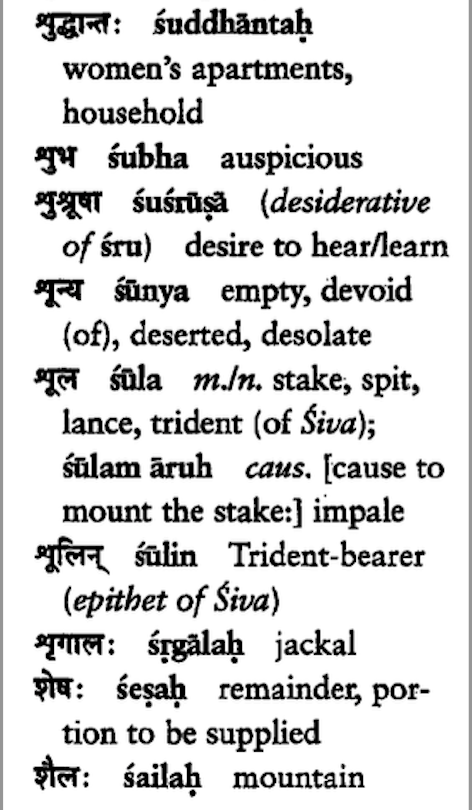 शुद्धान्तः śuddhāntaḥ
women’s apartments,
household
शुभ śubha auspicious
शुश्रूषा śuśrūṣā (desiderative
of śru) desire to hear/learn
शून्य śūnya empty, devoid
(of), deserted, desolate
शूल śūla m./n. stake, spit,
lance, trident (of Śiva);
śūlam āruh caus. [cause to
mount the stake:] impale
शूलिन् śūlin Trident-bearer
(epithet of Śiva)
शृगालः śṛgālaḥ jackal
शेषः śeṣaḥ remainder, por-
tion to be supplied
शैलः śailaḥ mountain